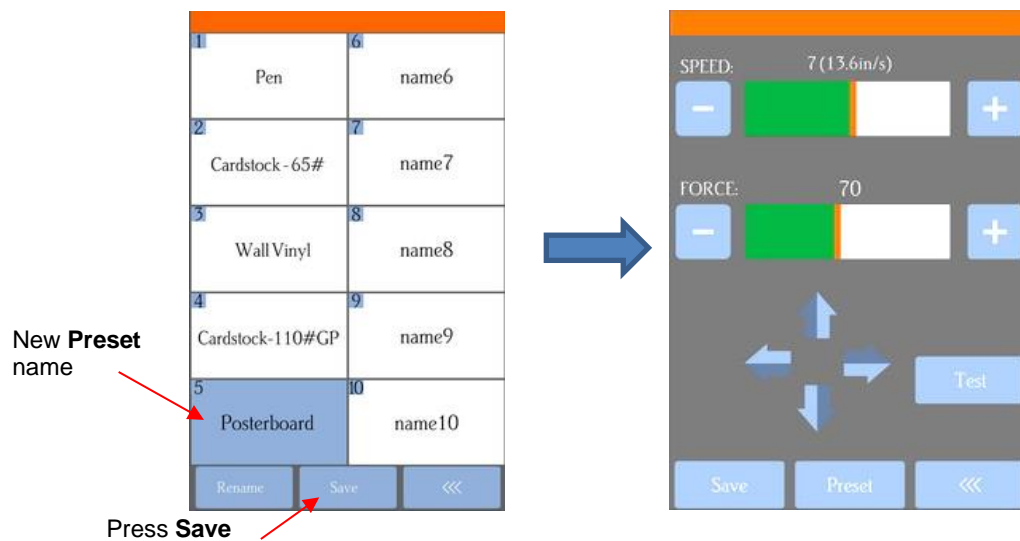 1
Pen
6
name6
2
Cardstock - 65#
7
name7
3
Wall Vinyl
8
name8
4
Cardstock-110#GP
9
name9
5
Posterboard
10
name10
Rename
Save
<<<
New Preset
name
Press Save
SPEED:
7 (13.6in/s)
−
+
FORCE:
70
−
+
Test
Save
Preset
<<<